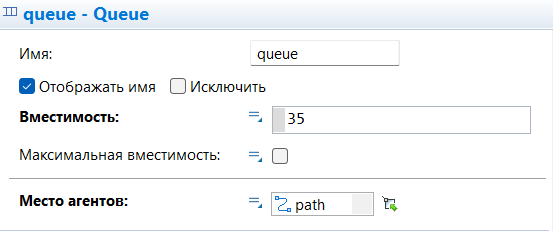 queue - Queue
Имя: queue
Отображать имя Исключить
Вместимость: 35
Максимальная вместимость:
Место агентов: path